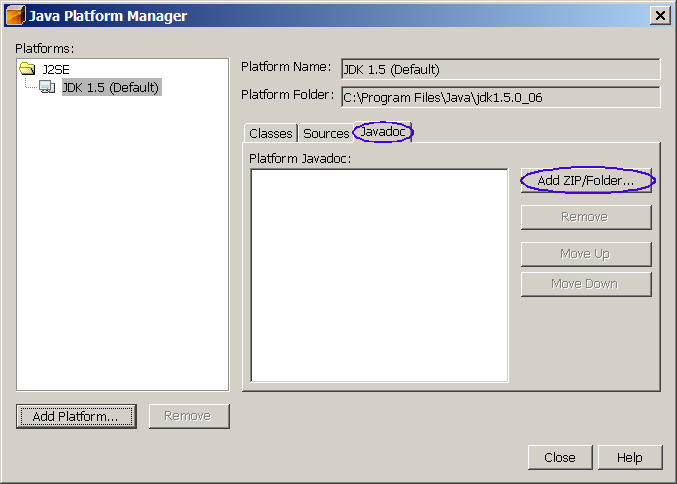 Java Platform Manager
Platforms:
J2SE
JDK 1.5 (Default)
Platform Name:
JDK 1.5 (Default)
Platform Folder:
C:\Program Files\Java\jdk1.5.0_06
Classes
Sources
Javadoc
Platform Javadoc:
Add ZIP/Folder...
Remove
Move Up
Move Down
Add Platform...
Remove
Close
Help